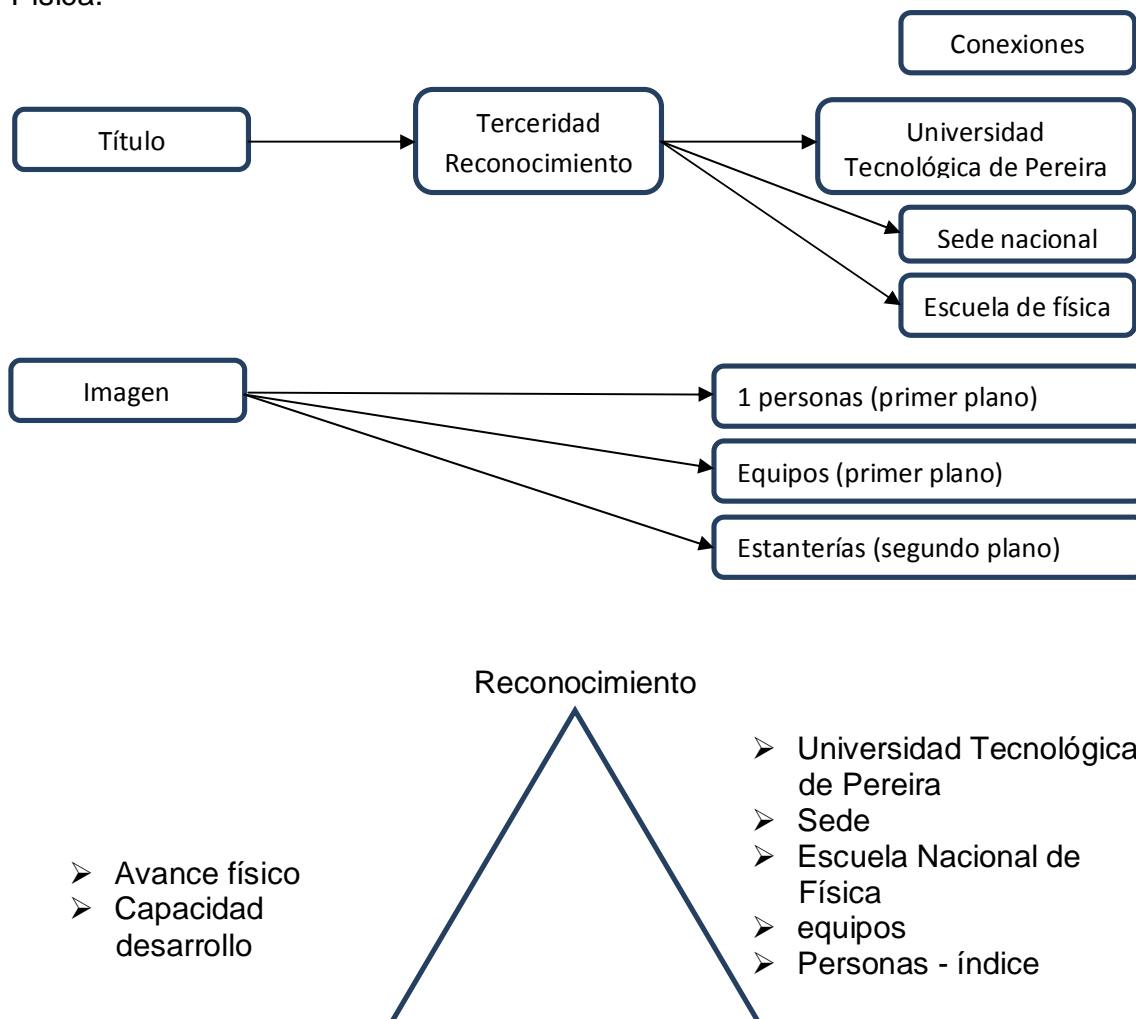 Física.
Conexiones
Título
Terceridad
Reconocimiento
Universidad
Tecnológica de Pereira
Sede nacional
Escuela de física
Imagen
1 personas (primer plano)
Equipos (primer plano)
Estanterías (segundo plano)
Reconocimiento
➢ Avance físico
➢ Capacidad
desarrollo
➢ Universidad Tecnológica
de Pereira
➢ Sede
➢ Escuela Nacional de
Física
➢ equipos
➢ Personas - índice